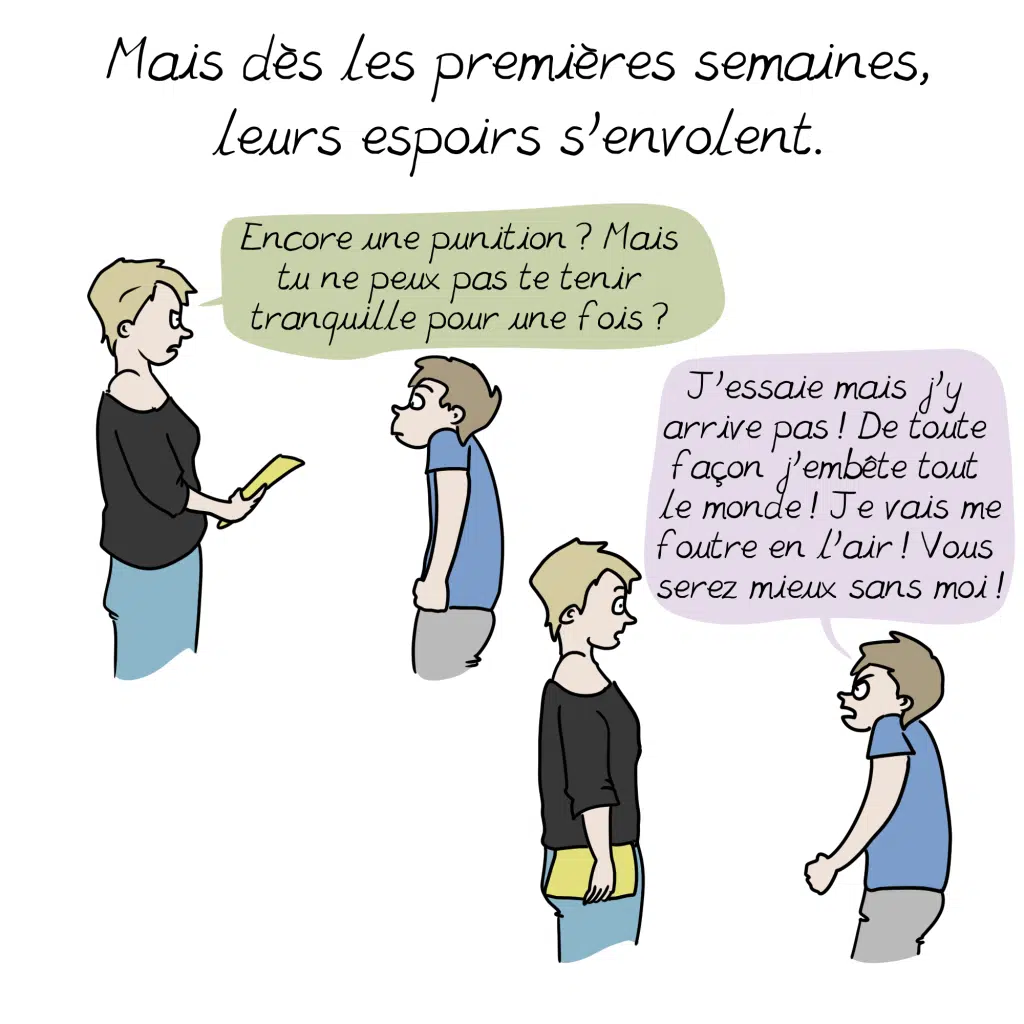 Mais dès les premières semaines,
leurs espoirs s'envolent.
Encore une punition ? Mais
tu ne peux pas te tenir
tranquille pour une fois ?
J'essaie mais j'y
arrive pas ! De toute
façon j'embête tout
le monde ! Je vais me
foutre en l'air ! Vous
serez mieux sans moi !